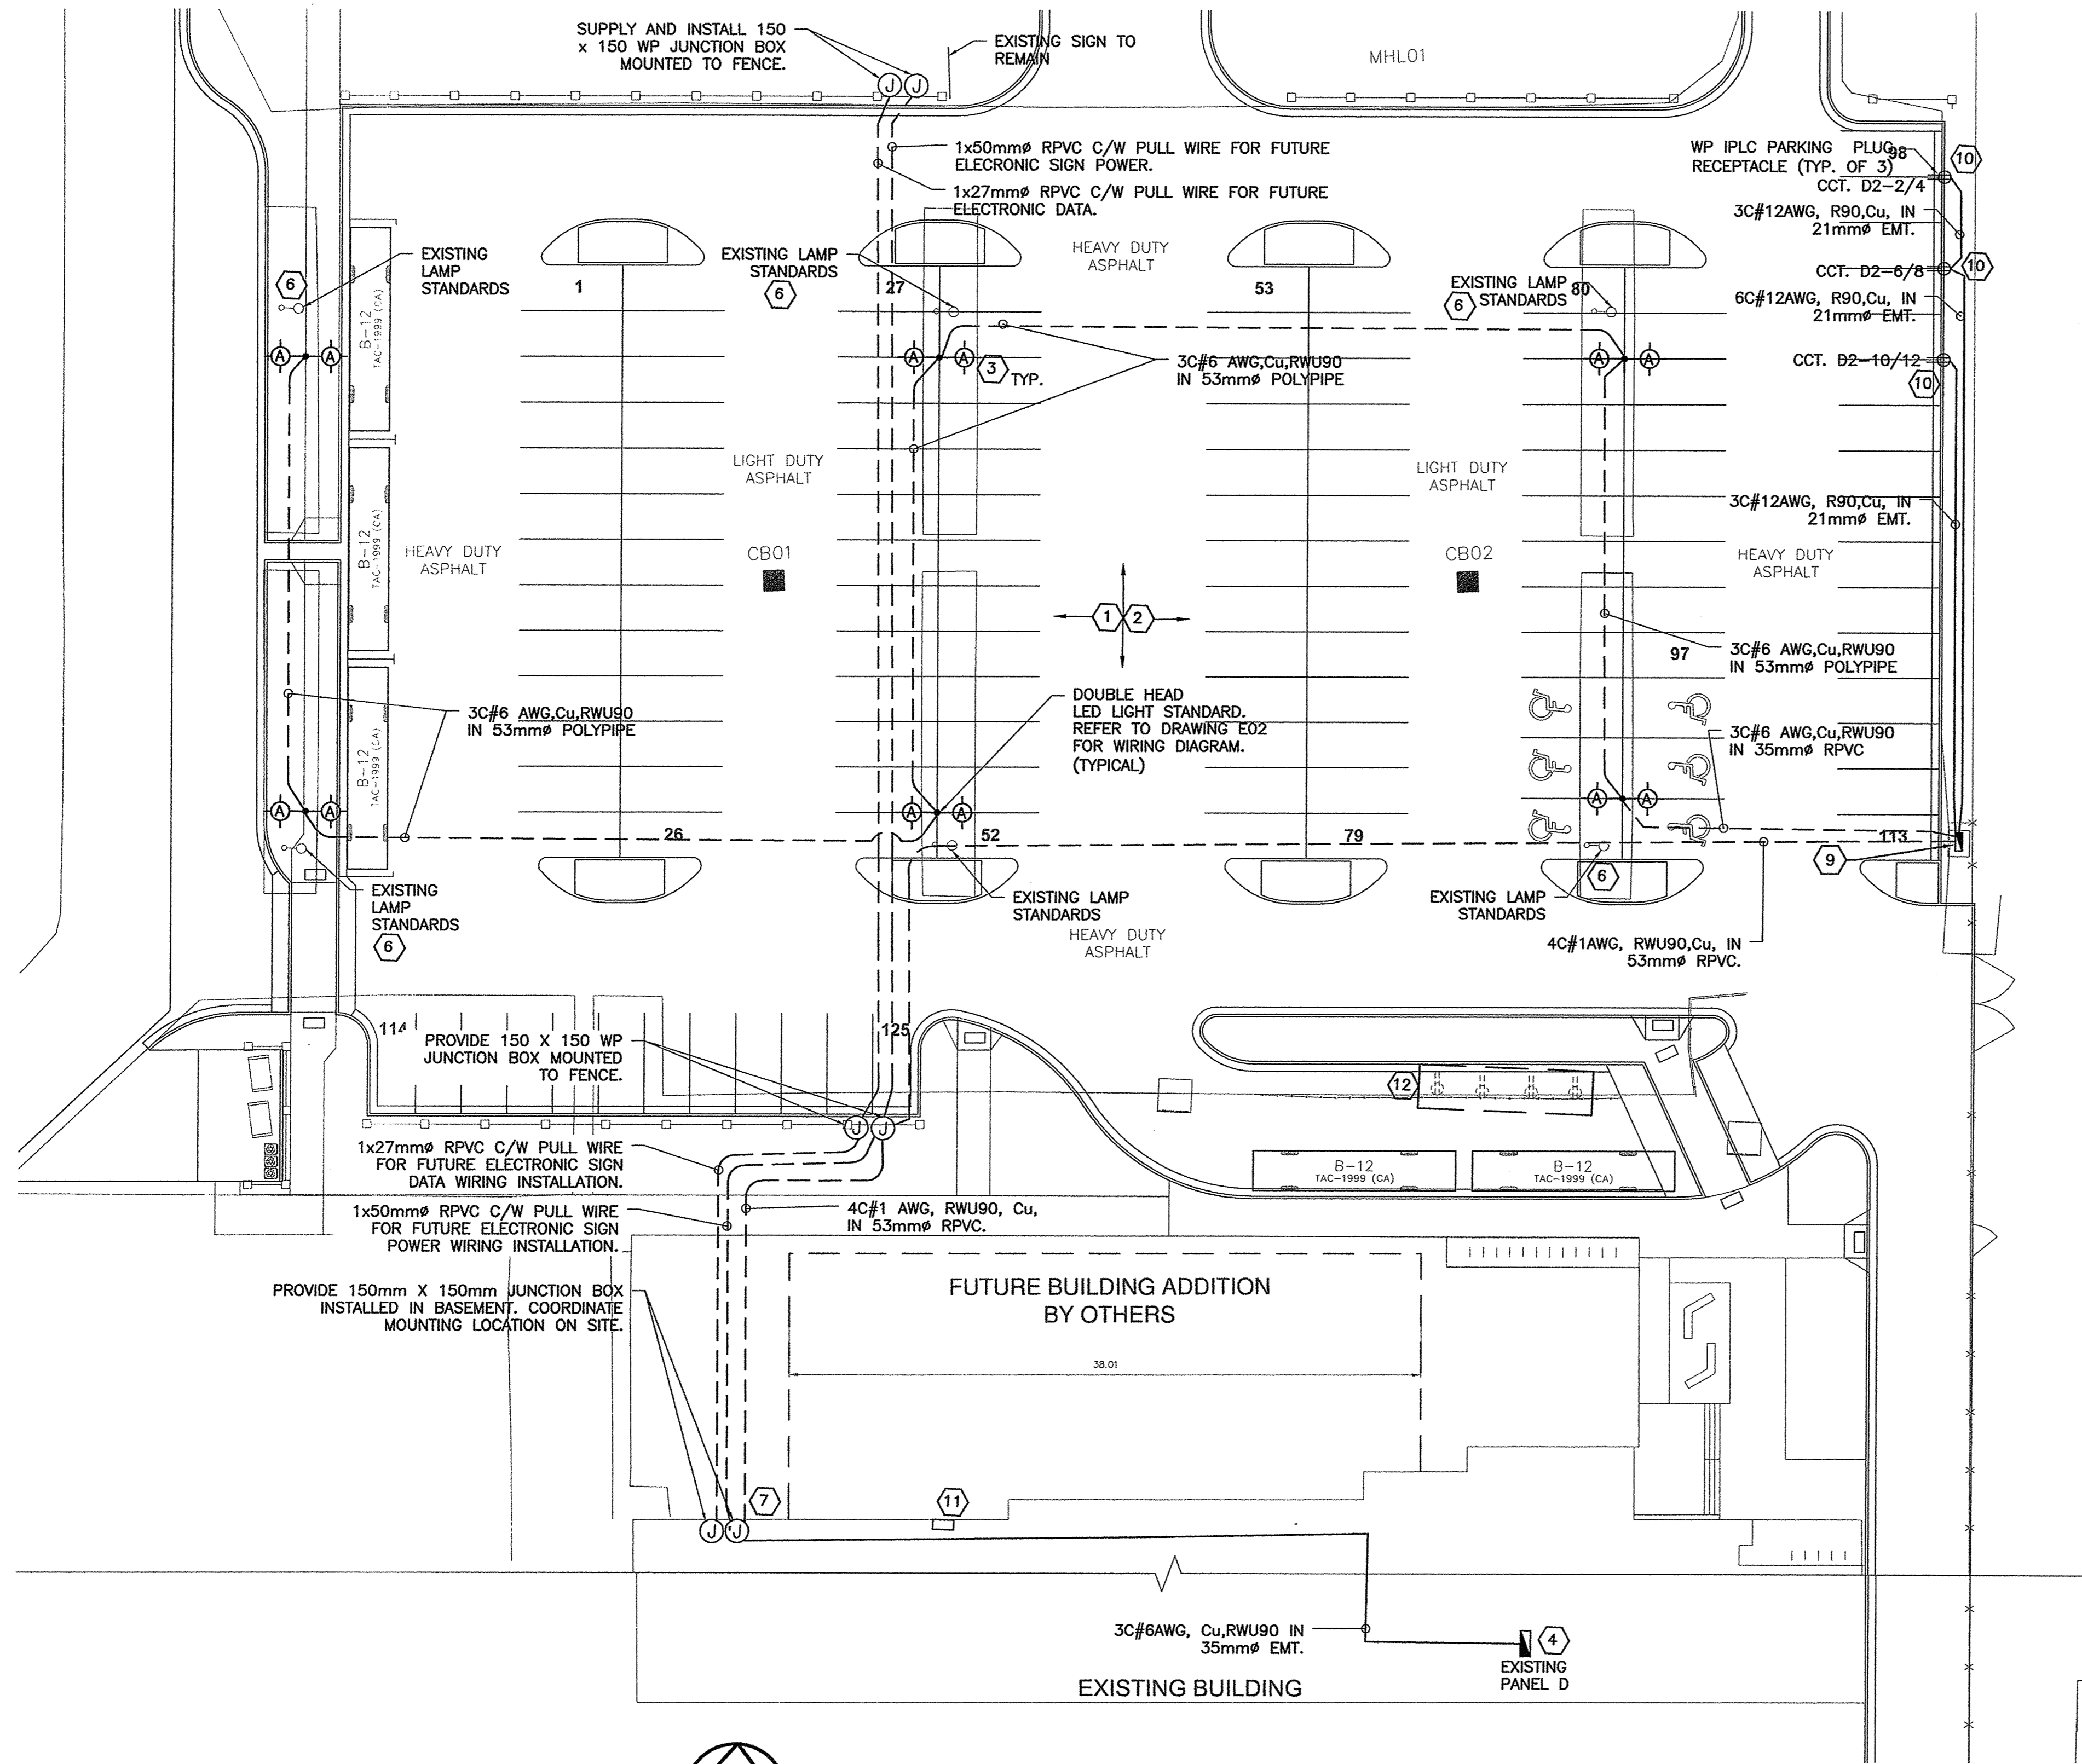 SUPPLY AND INSTALL 150
x 150 WP JUNCTION BOX
MOUNTED TO FENCE.
EXISTING SIGN TO
REMAIN
MHL01
J
J
1x50mmø RPVC C/W PULL WIRE FOR FUTURE
ELECRONIC SIGN POWER.
1x27mmø RPVC C/W PULL WIRE FOR FUTURE
ELECTRONIC DATA.
WP IPLC PARKING PLUG
RECEPTACLE (TYP. OF 3)
98
10
CCT. D2-2/4
3C#12AWG, R90,Cu, IN
21mmø EMT.
CCT. D2-6/8
10
6C#12AWG, R90,Cu, IN
21mmø EMT.
CCT. D2-10/12
10
EXISTING
LAMP
STANDARDS
6
1
EXISTING LAMP
STANDARDS
6
27
HEAVY DUTY
ASPHALT
53
EXISTING LAMP
STANDARDS
6
80
B-12
TAC-1999 (CA)
A
A
A
A
3
TYP.
3C#6 AWG,Cu,RWU90
IN 53mmø POLYPIPE
A
A
LIGHT DUTY
ASPHALT
LIGHT DUTY
ASPHALT
3C#12AWG, R90,Cu, IN
21mmø EMT.
B-12
TAC-1999 (CA)
HEAVY DUTY
ASPHALT
CB01
CB02
HEAVY DUTY
ASPHALT
1
2
97
3C#6 AWG,Cu,RWU90
IN 53mmø POLYPIPE
3C#6 AWG,Cu,RWU90
IN 53mmø POLYPIPE
DOUBLE HEAD
LED LIGHT STANDARD.
REFER TO DRAWING E02
FOR WIRING DIAGRAM.
(TYPICAL)
3C#6 AWG,Cu,RWU90
IN 35mmø RPVC
B-12
TAC-1999 (CA)
A
A
A
A
A
A
26
52
79
113
9
EXISTING
LAMP
STANDARDS
6
EXISTING LAMP
STANDARDS
6
EXISTING LAMP
STANDARDS
HEAVY DUTY
ASPHALT
4C#1AWG, RWU90,Cu, IN
53mmø RPVC.
114
125
PROVIDE 150 X 150 WP
JUNCTION BOX MOUNTED
TO FENCE.
12
J
J
1x27mmø RPVC C/W PULL WIRE
FOR FUTURE ELECTRONIC SIGN
DATA WIRING INSTALLATION.
B-12
TAC-1999 (CA)
B-12
TAC-1999 (CA)
1x50mmø RPVC C/W PULL WIRE
FOR FUTURE ELECTRONIC SIGN
POWER WIRING INSTALLATION.
4C#1 AWG, RWU90, Cu,
IN 53mmø RPVC.
PROVIDE 150mm X 150mm JUNCTION BOX
INSTALLED IN BASEMENT. COORDINATE
MOUNTING LOCATION ON SITE.
FUTURE BUILDING ADDITION
BY OTHERS
38.01
7
11
J
J
3C#6AWG, Cu,RWU90 IN
35mmø EMT.
4
EXISTING
PANEL D
EXISTING BUILDING